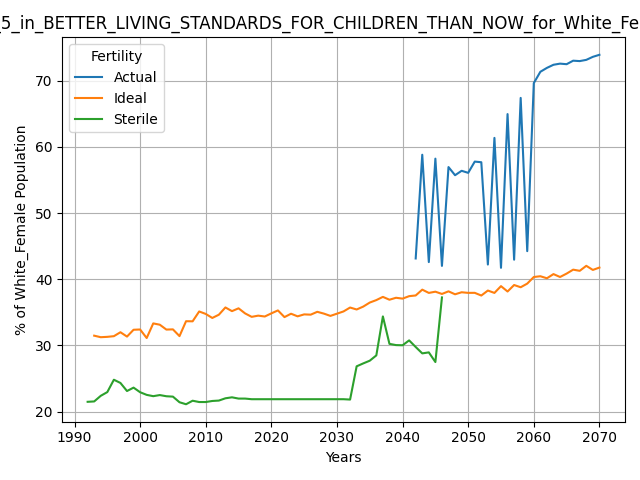 _5_in_BETTER_LIVING_STANDARDS_FOR_CHILDREN_THAN_NOW_for_White_Fe
Fertility
Actual
Ideal
Sterile
% of White_Female Population
70
60
50
40
30
20
1990 2000 2010 2020 2030 2040 2050 2060 2070
Years